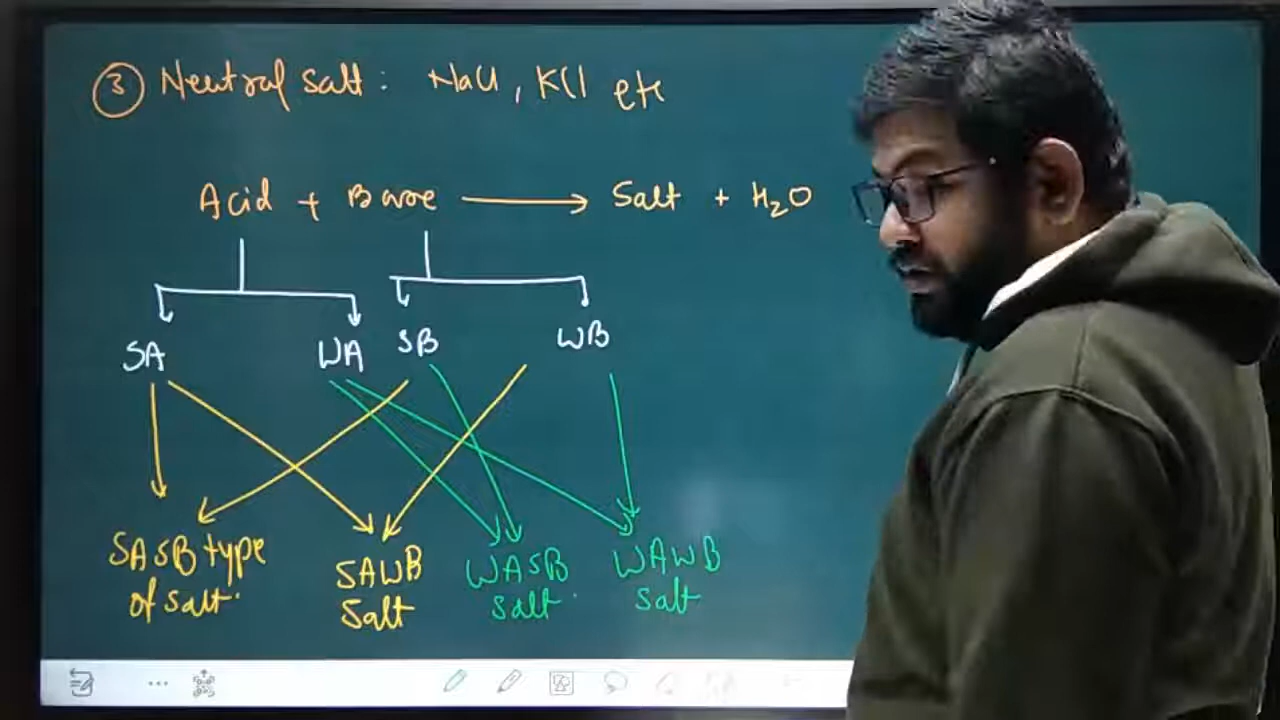 ③ Neutral salt : NaCl, KCl etc
Acid + Base ⟶ Salt + H₂O
SA WA SB WB
SASB type
of salt.
SAWB
Salt
WASB
salt.
WAWB
salt